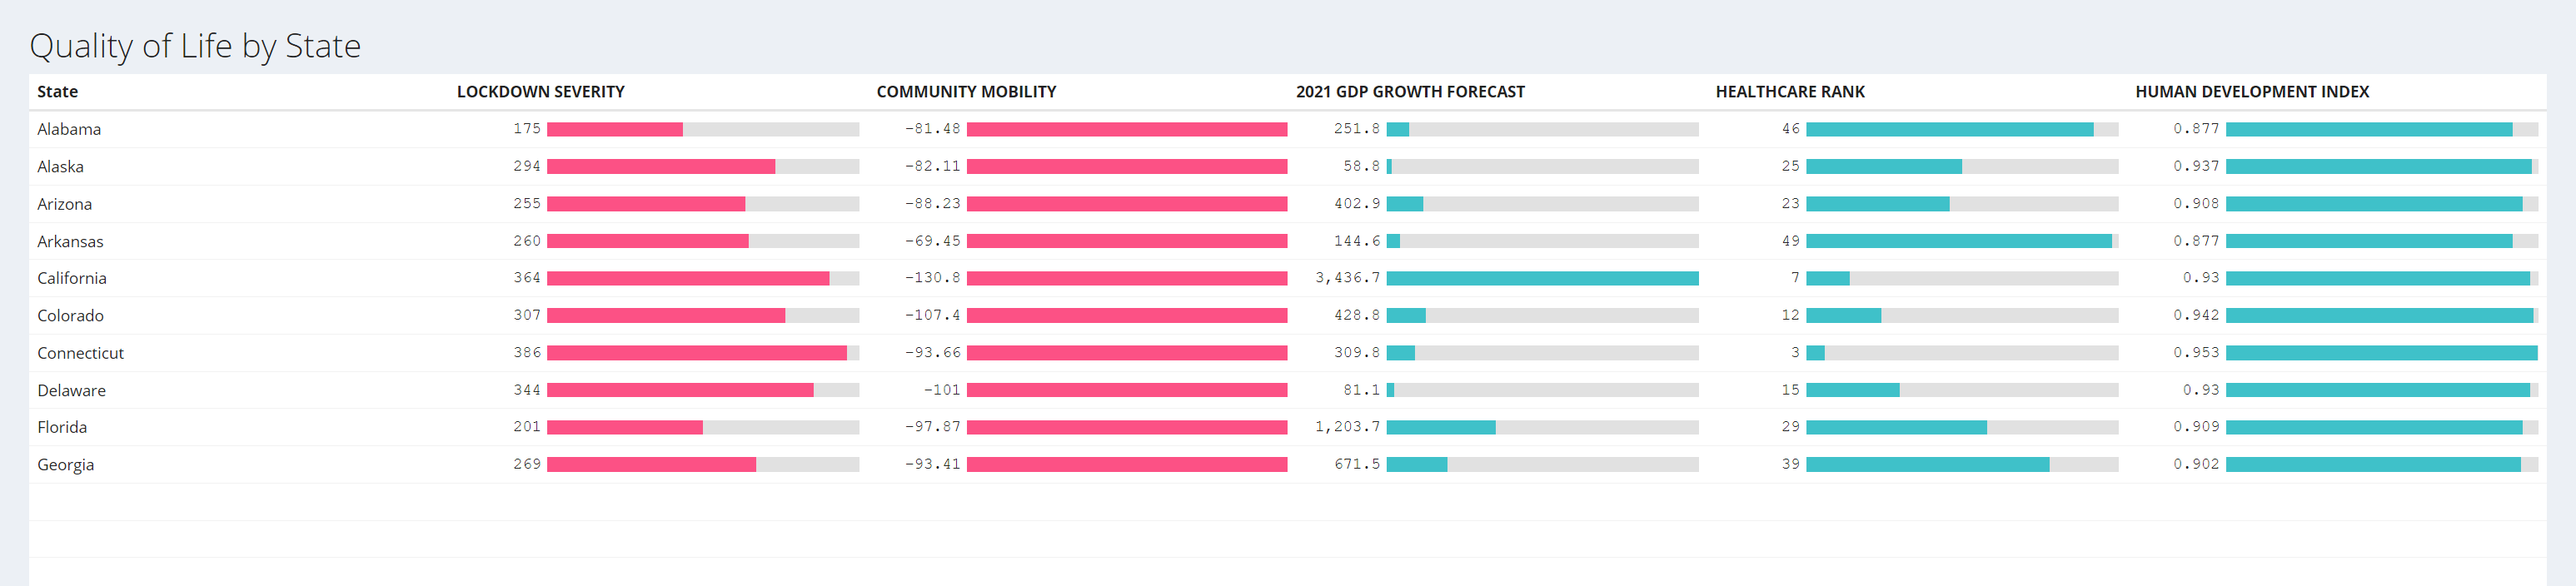 Quality of Life by State
State LOCKDOWN SEVERITY COMMUNITY MOBILITY 2021 GDP GROWTH FORECAST HEALTHCARE RANK HUMAN DEVELOPMENT INDEX
Alabama 175 -81.48 251.8 46 0.877
Alaska 294 -82.11 58.8 25 0.937
Arizona 255 -88.23 402.9 23 0.908
Arkansas 260 -69.45 144.6 49 0.877
California 364 -130.8 3,436.7 7 0.93
Colorado 307 -107.4 428.8 12 0.942
Connecticut 386 -93.66 309.8 3 0.953
Delaware 344 -101 81.1 15 0.93
Florida 201 -97.87 1,203.7 29 0.909
Georgia 269 -93.41 671.5 39 0.902